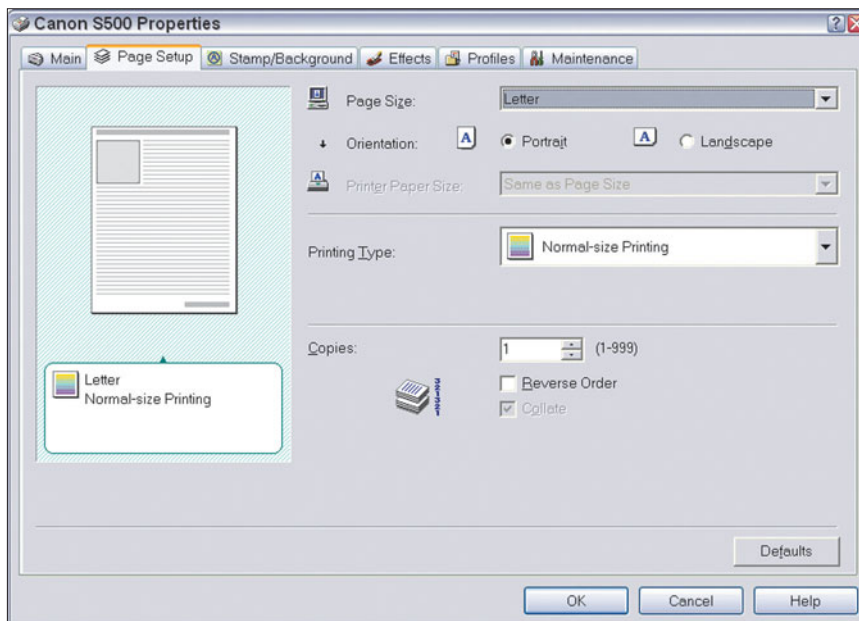 Canon S500 Properties
Main Page Setup Stamp/Background Effects Profiles Maintenance
Page Size: Letter
Orientation: A Portrait A Landscape
Printer Paper Size: Same as Page Size
Printing Type: Normal-size Printing
Letter
Normal-size Printing
Copies: 1 (1-999)
Reverse Order
Collate
Defaults
OK Cancel Help